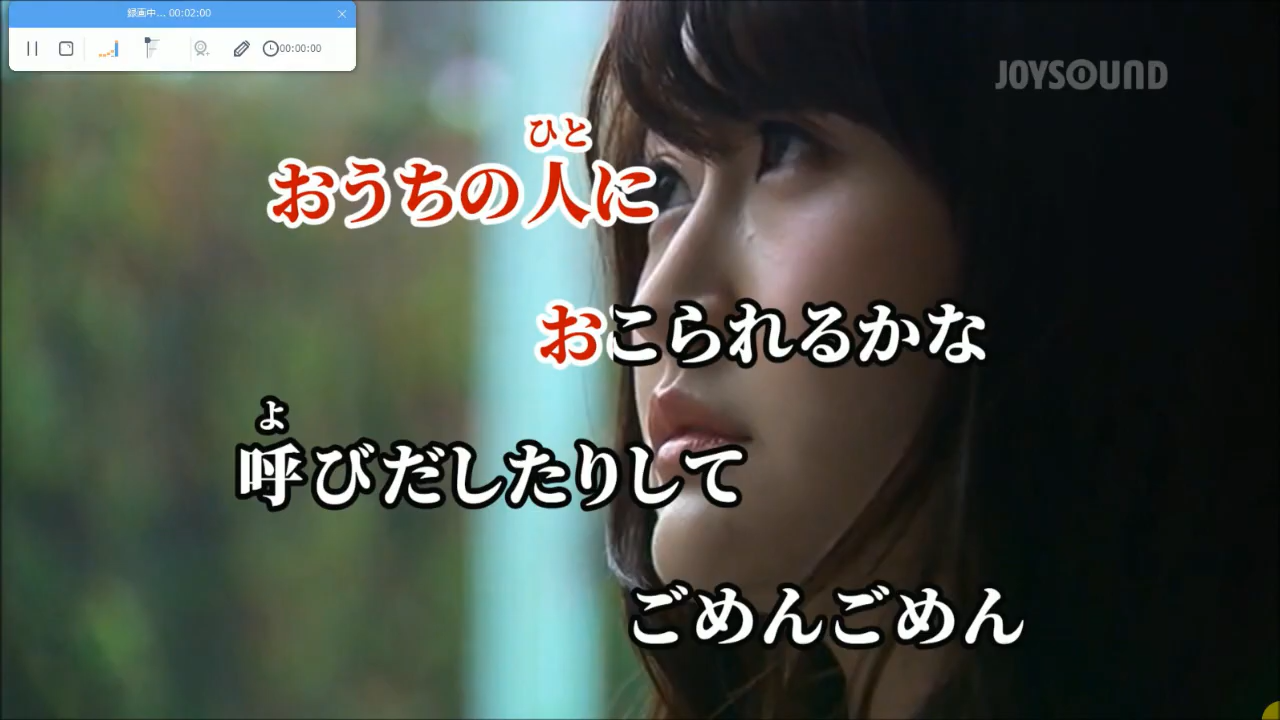 録画中... 00:02:00
00:00:00
JOYSOUND
ひと
おうちの人に
おこられるかな
よ
呼びだしたりして
ごめんごめん